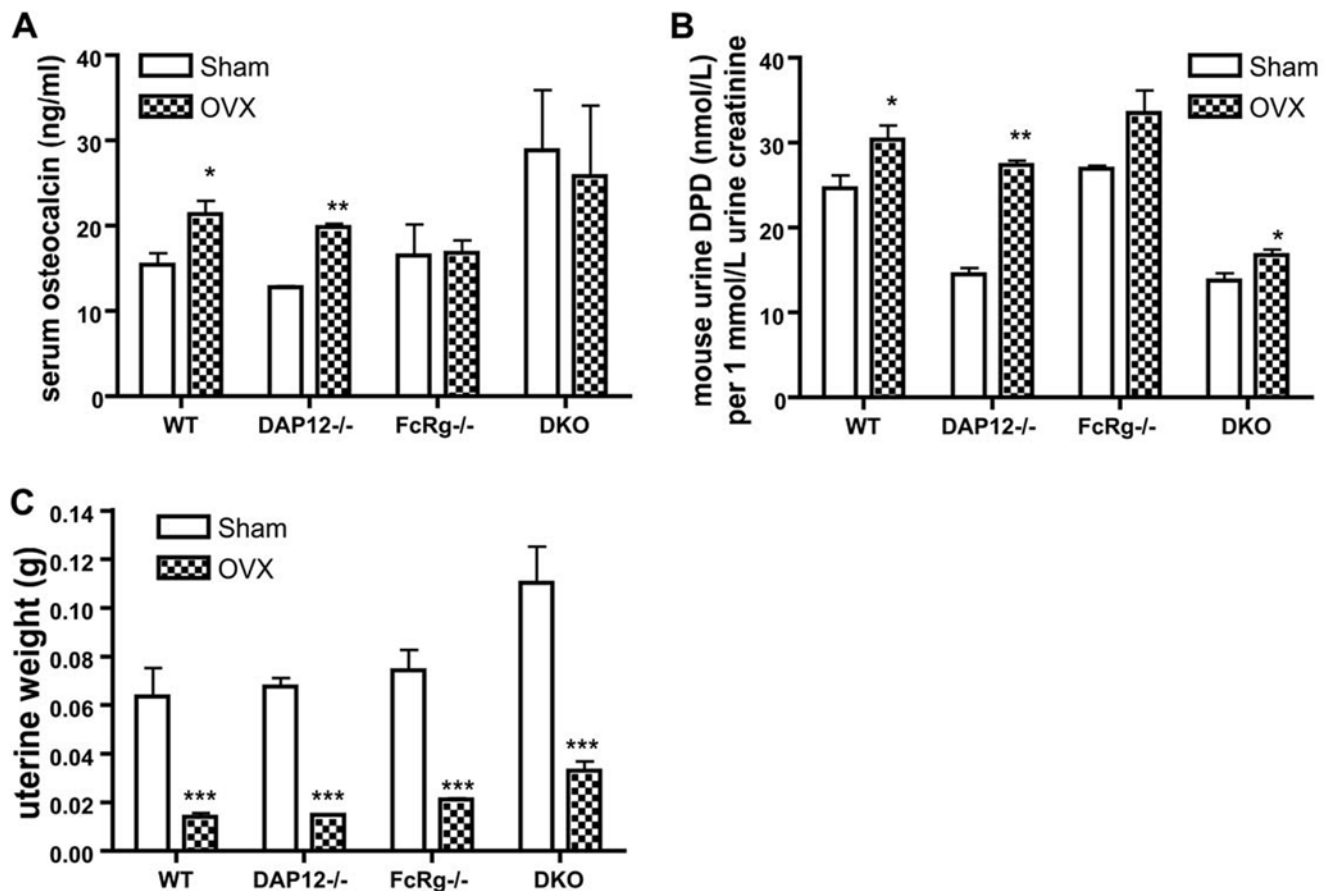 A
serum osteocalcin (ng/ml)
40
30
20
10
0
Sham
OVX
*
**
WT
DAP12-/-
FcRg-/-
DKO
B
mouse urine DPD (nmol/L)
per 1 mmol/L urine creatinine
40
30
20
10
0
Sham
OVX
*
**
*
WT
DAP12-/-
FcRg-/-
DKO
C
uterine weight (g)
0.14
0.12
0.10
0.08
0.06
0.04
0.02
0.00
Sham
OVX
***
***
***
***
WT
DAP12-/-
FcRg-/-
DKO